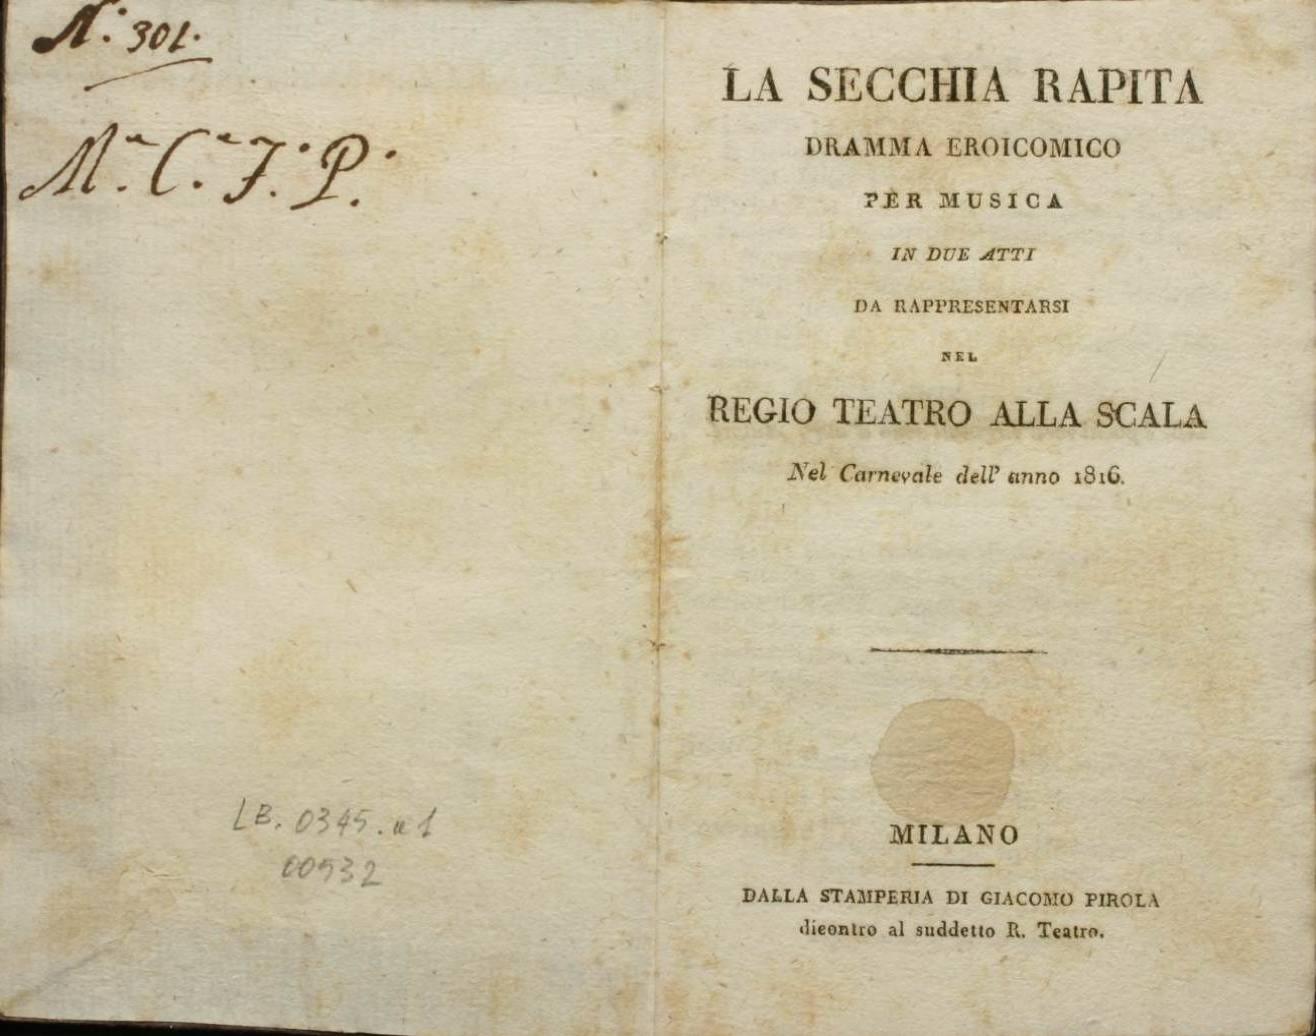 N.° 301.
M.ª C.ª J.° P.°
LB. 0345.a1
00532
LA SECCHIA RAPITA
DRAMMA EROICOMICO
PER MUSICA
IN DUE ATTI
DA RAPPRESENTARSI
NEL
REGIO TEATRO ALLA SCALA
Nel Carnevale dell' anno 1816.
MILANO
DALLA STAMPERIA DI GIACOMO PIROLA
dicontro al suddetto R. Teatro.